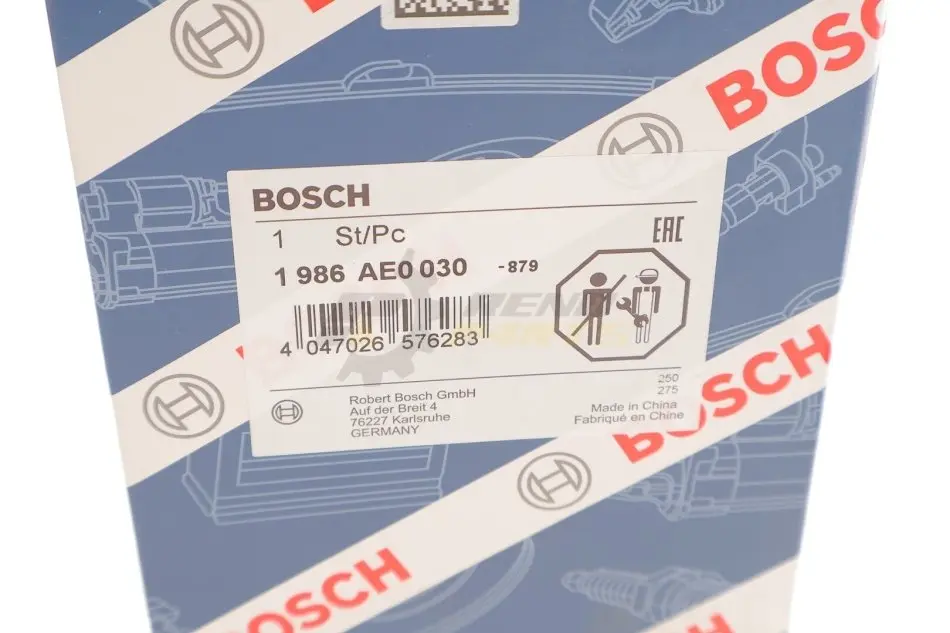 BOSCH
BOSCH
1 St/Pc
EAC
1 986 AE0 030 -879
4 047026 576283
Robert Bosch GmbH
Auf der Breit 4
76227 Karlsruhe
GERMANY
250
275
Made in China
Fabriqué en Chine
BOSCH
BOSCH